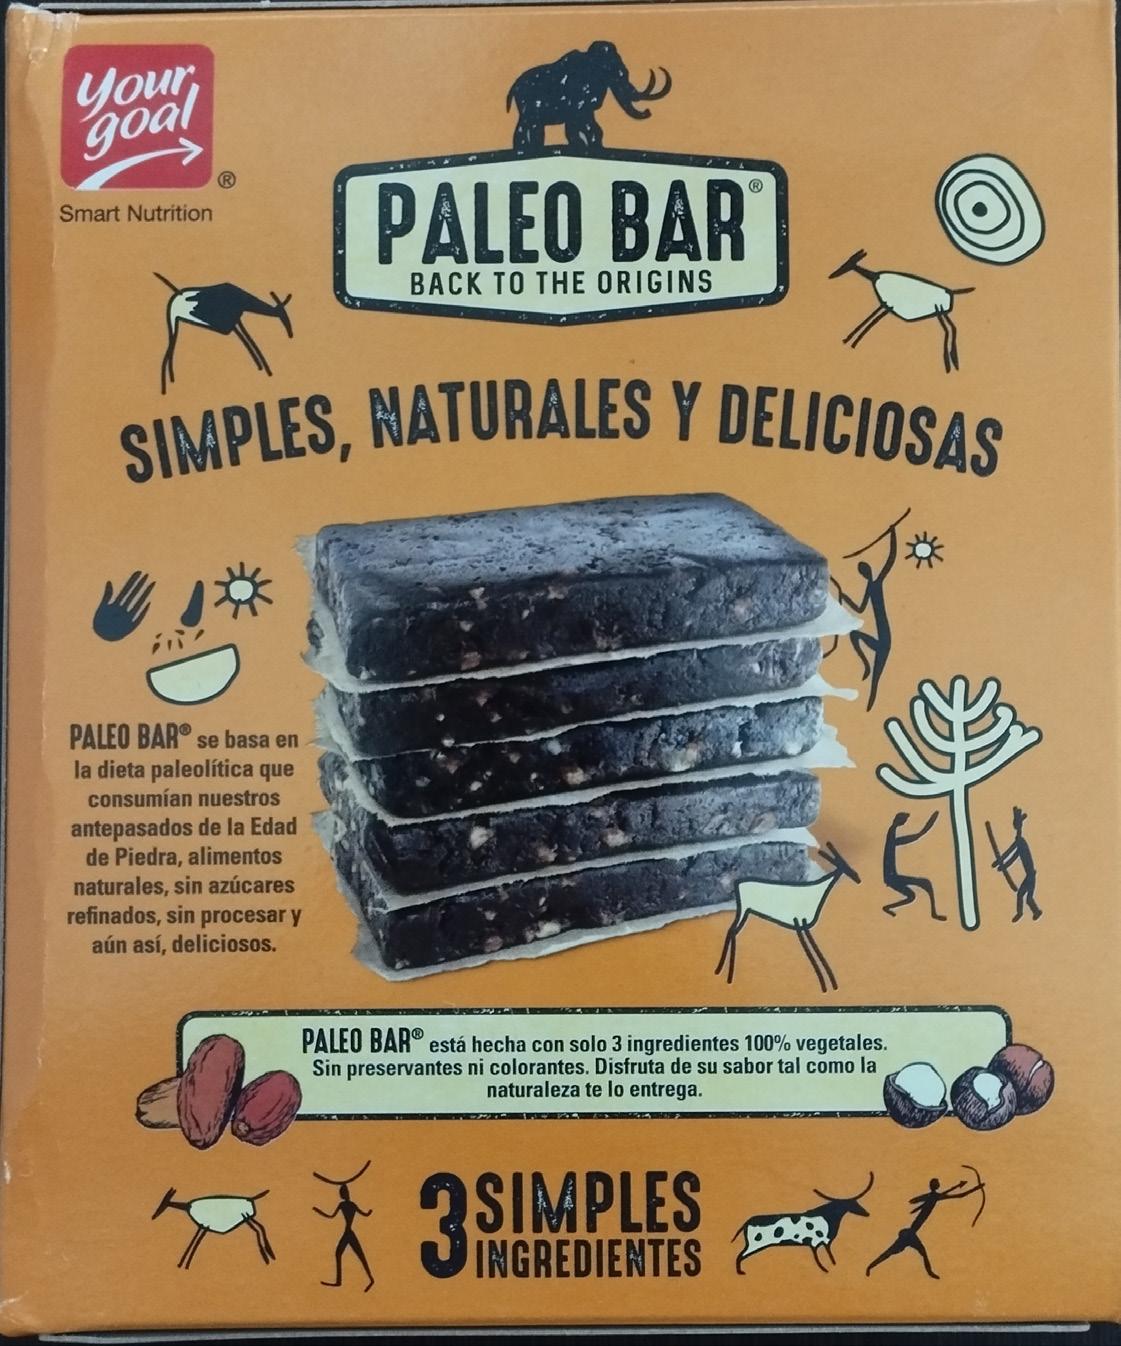 Your
goal
®
Smart Nutrition
PALEO BAR®
BACK TO THE ORIGINS
SIMPLES, NATURALES Y DELICIOSAS
PALEO BAR® se basa en
la dieta paleolítica que
consumían nuestros
antepasados de la Edad
de Piedra, alimentos
naturales, sin azúcares
refinados, sin procesar y
aún así, deliciosos.
PALEO BAR® está hecha con solo 3 ingredientes 100% vegetales.
Sin preservantes ni colorantes. Disfruta de su sabor tal como la
naturaleza te lo entrega.
3 SIMPLES
INGREDIENTES